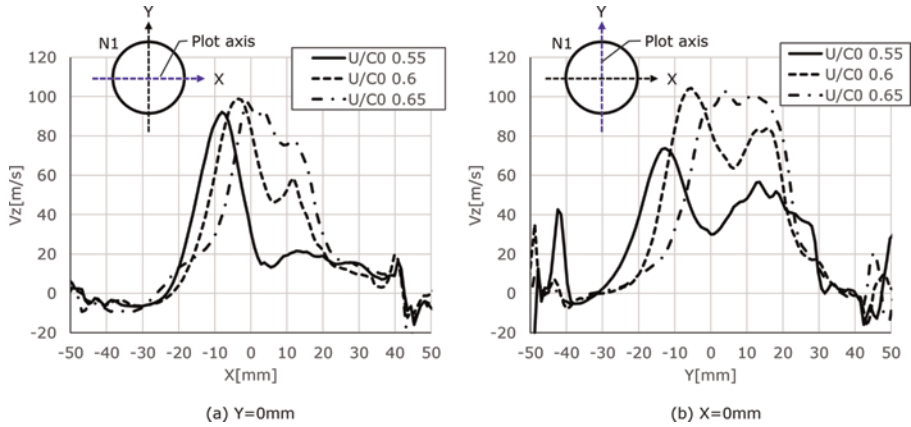 Y
N1
Plot axis
X
U/C0 0.55
U/C0 0.6
U/C0 0.65
120
100
80
60
40
20
0
-20
Vz[m/s]
-50 -40 -30 -20 -10 0 10 20 30 40 50
X[mm]
(a) Y=0mm
Y
N1
Plot axis
X
U/C0 0.55
U/C0 0.6
U/C0 0.65
120
100
80
60
40
20
0
-20
Vz[m/s]
-50 -40 -30 -20 -10 0 10 20 30 40 50
Y[mm]
(b) X=0mm